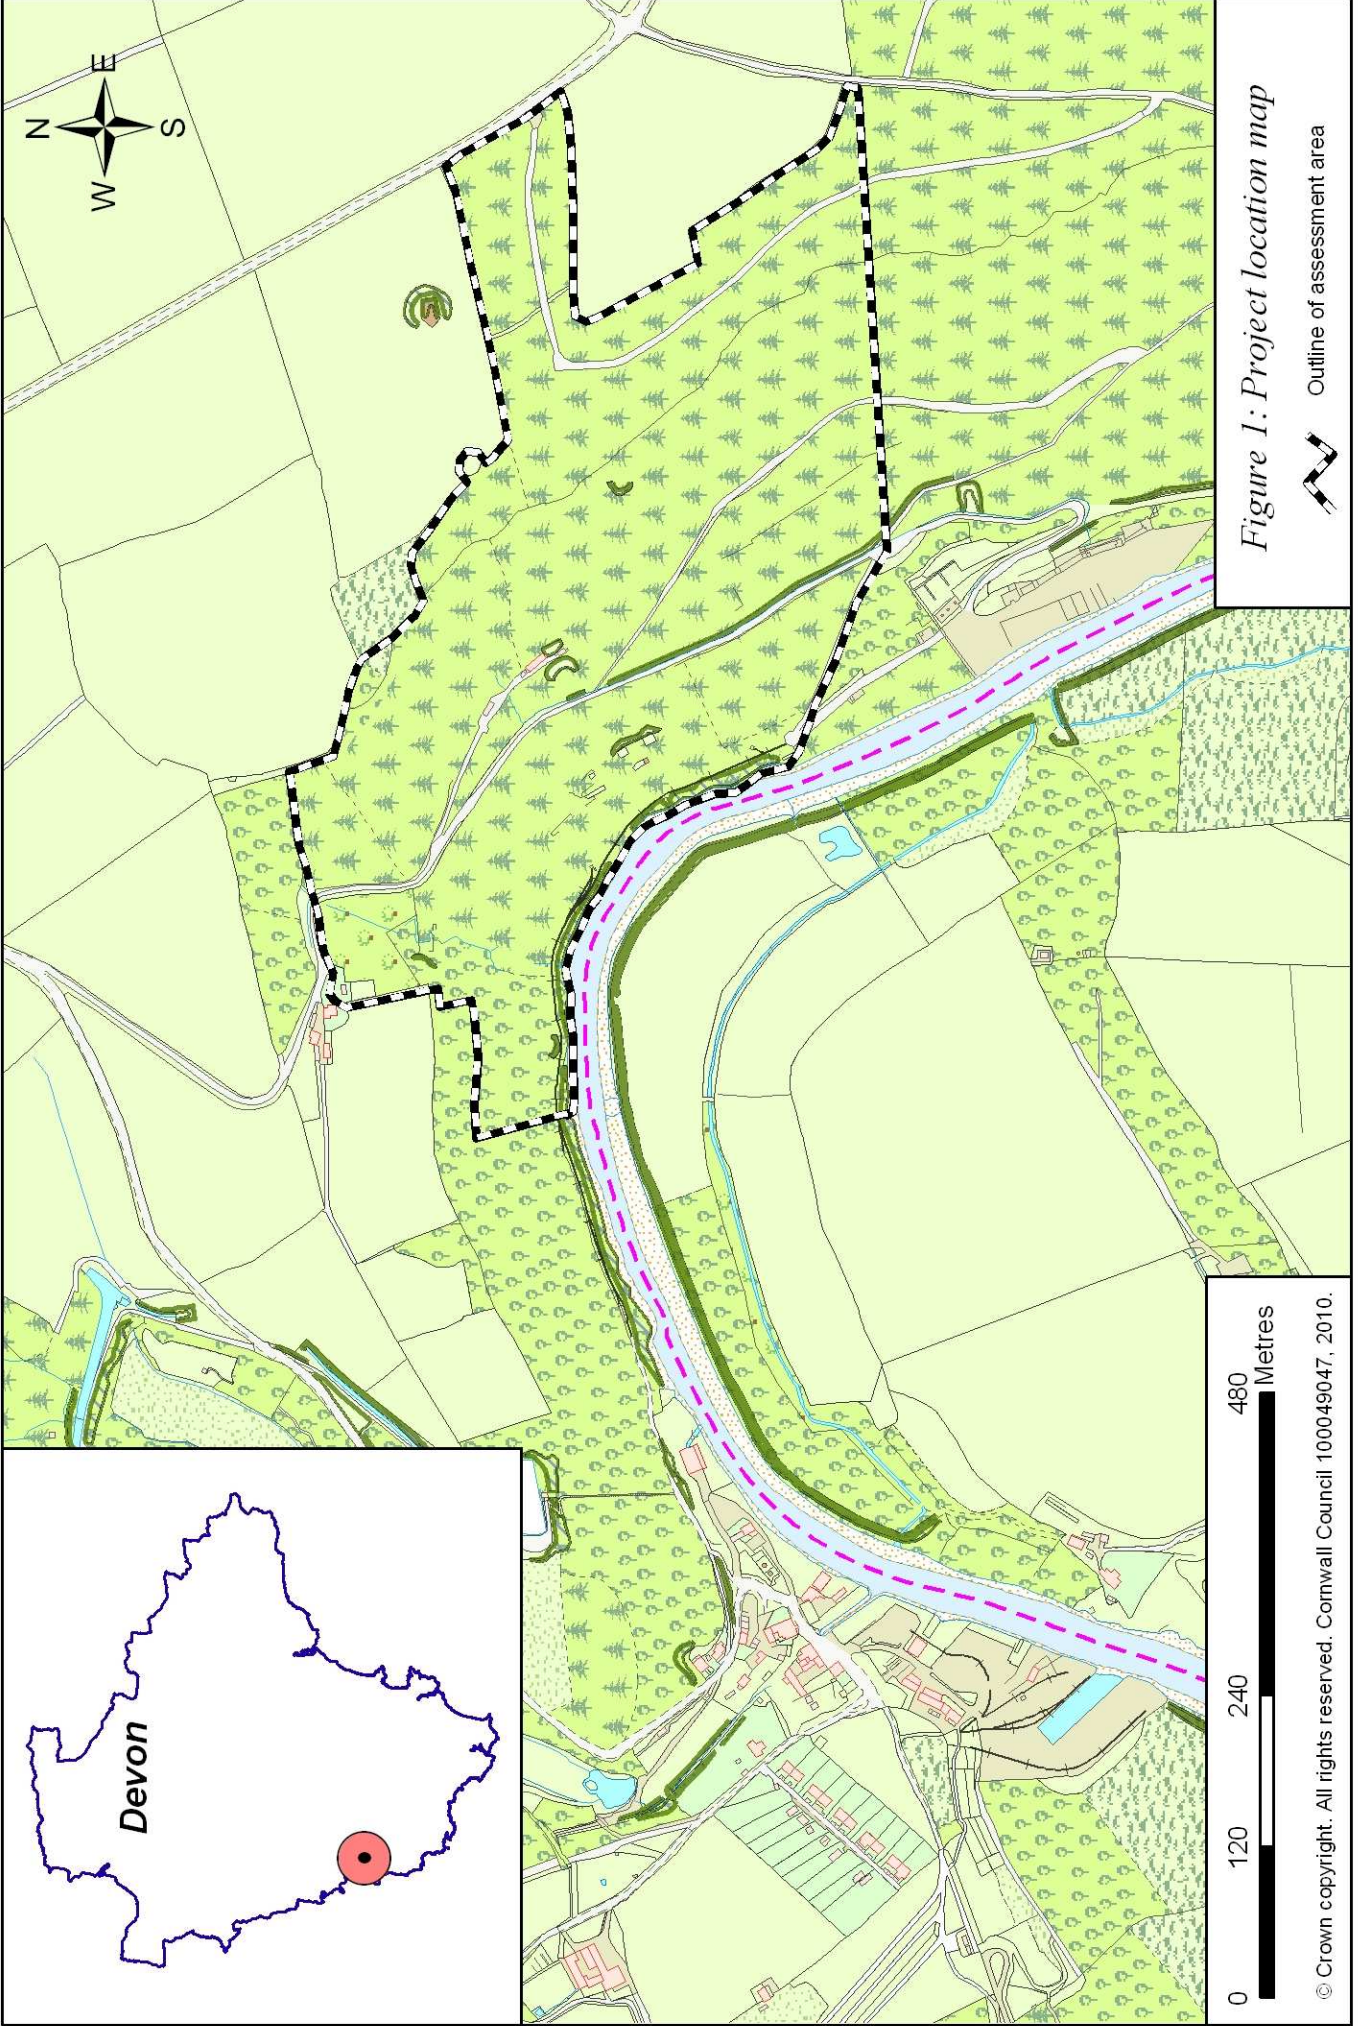 Devon
N
W E
S
0 120 240 480
Metres
© Crown copyright. All rights reserved. Cornwall Council 100049047, 2010.
Figure 1: Project location map
Outline of assessment area